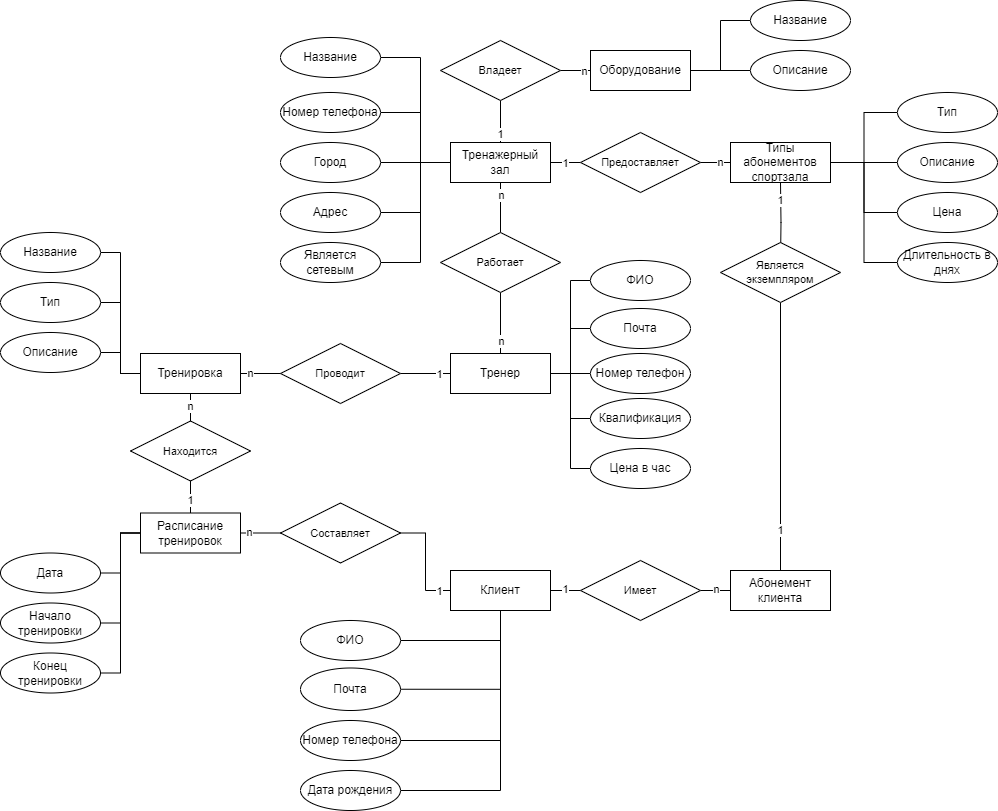 Название
Название
Владеет
n
Оборудование
Описание
Номер телефона
1
Тип
Тренажерный
зал
1
Предоставляет
n
Типы
абонементов
спортзала
Город
Описание
n
1
Адрес
Цена
Название
Является
сетевым
Работает
Является
экземпляром
Длительность в
днях
ФИО
Тип
Почта
n
Описание
Тренировка
n
Проводит
1
Тренер
Номер телефон
n
Квалификация
Находится
Цена в час
1
Расписание
тренировок
n
Составляет
1
Дата
1
Клиент
1
Имеет
n
Абонемент
клиента
Начало
тренировки
ФИО
Конец
тренировки
Почта
Номер телефона
Дата рождения